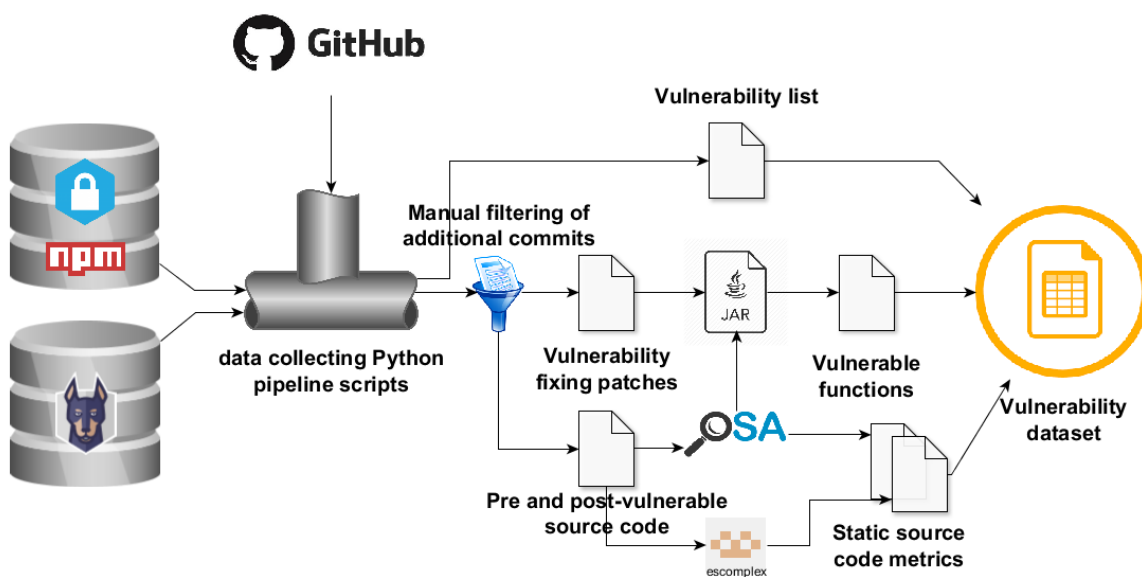 GitHub
Vulnerability list
npm
Manual filtering of
additional commits
JAR
data collecting Python
pipeline scripts
Vulnerability
fixing patches
Vulnerable
functions
Vulnerability
dataset
OSA
Pre and post-vulnerable
source code
Static source
code metrics
escomplex